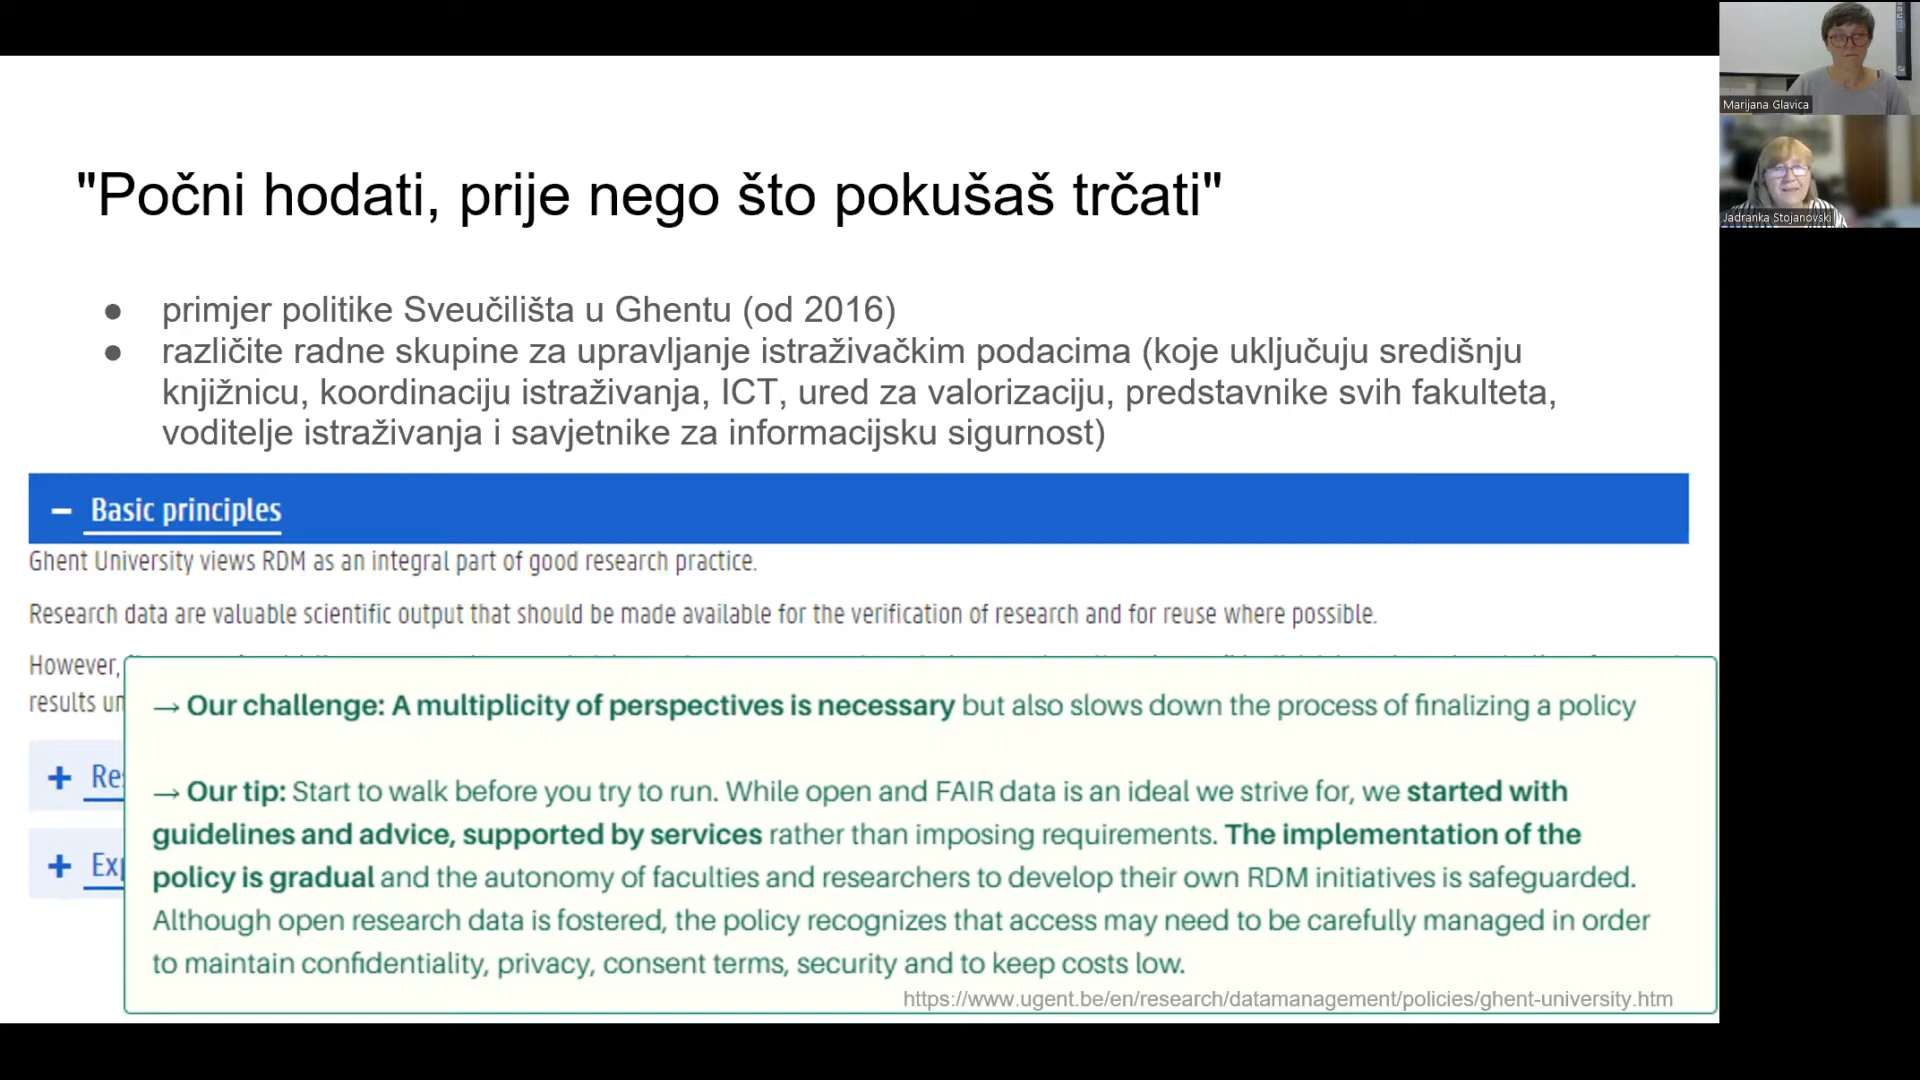 "Počni hodati, prije nego što pokušaš trčati"
● primjer politike Sveučilišta u Ghentu (od 2016)
● različite radne skupine za upravljanje istraživačkim podacima (koje uključuju središnju
knjižnicu, koordinaciju istraživanja, ICT, ured za valorizaciju, predstavnike svih fakulteta,
voditelje istraživanja i savjetnike za informacijsku sigurnost)
− Basic principles
Ghent University views RDM as an integral part of good research practice.
Research data are valuable scientific output that should be made available for the verification of research and for reuse where possible.
However,
results un
+ Re
+ Exp
→ Our challenge: A multiplicity of perspectives is necessary but also slows down the process of finalizing a policy
→ Our tip: Start to walk before you try to run. While open and FAIR data is an ideal we strive for, we started with
guidelines and advice, supported by services rather than imposing requirements. The implementation of the
policy is gradual and the autonomy of faculties and researchers to develop their own RDM initiatives is safeguarded.
Although open research data is fostered, the policy recognizes that access may need to be carefully managed in order
to maintain confidentiality, privacy, consent terms, security and to keep costs low.
https://www.ugent.be/en/research/datamanagement/policies/ghent-university.htm
Marijana Glavica
Jadranka Stojanovski